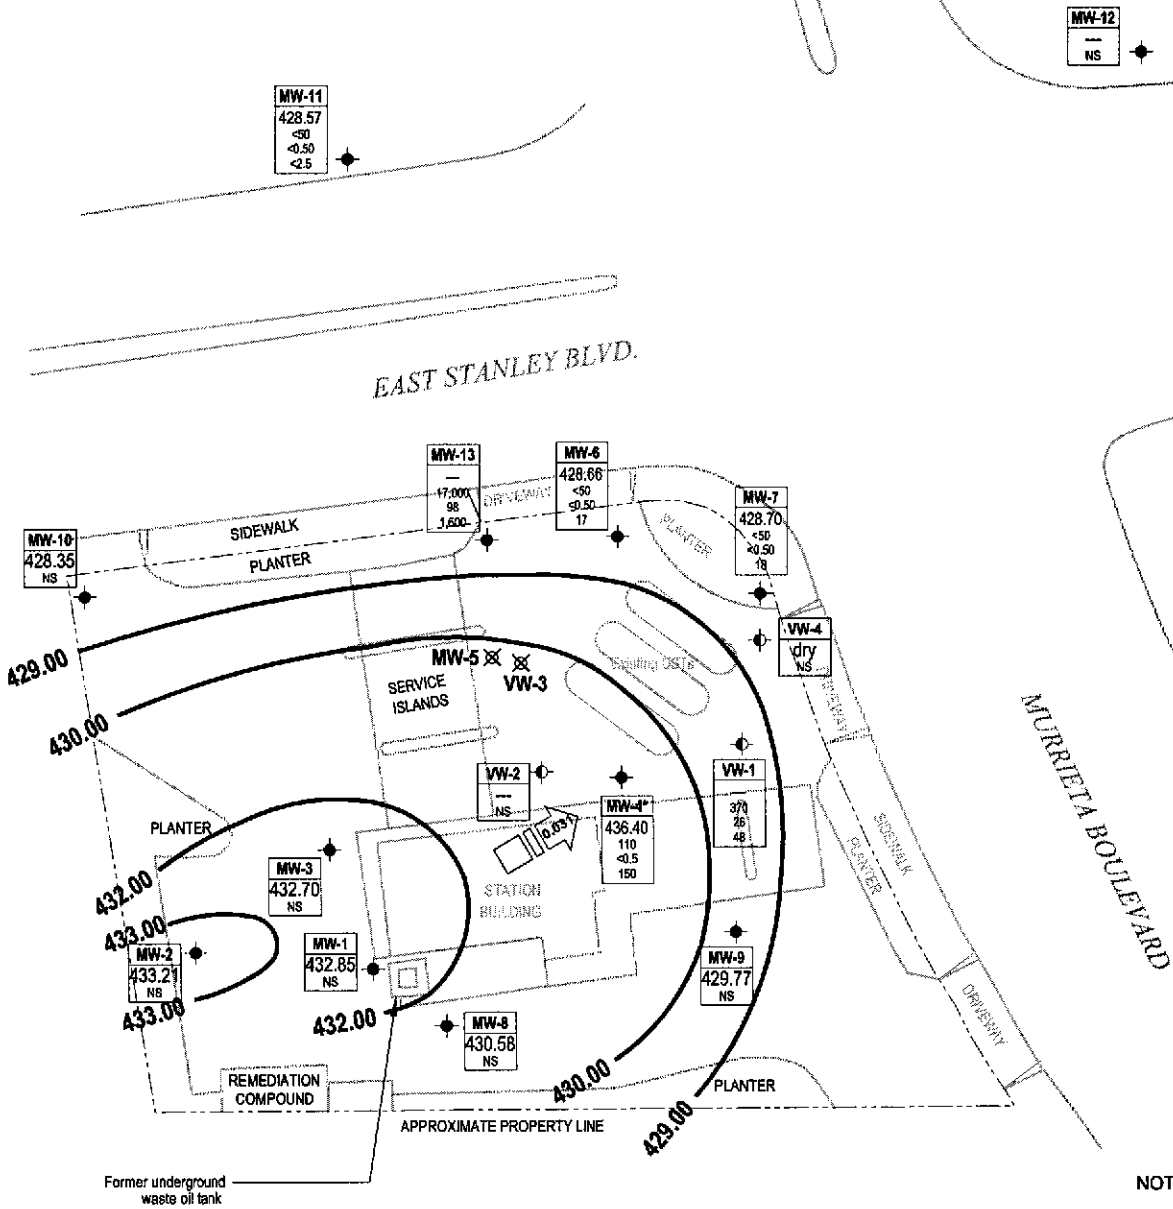 MW-12
---
NS
MW-11
428.57
<50
<0.50
<2.5
EAST STANLEY BLVD.
MW-13
---
17,000
98
1,600
DRIVEWAY
MW-6
428.66
<50
<0.50
17
MW-7
428.70
<50
<0.50
18
PLANTER
SIDEWALK
PLANTER
MW-10
428.35
NS
429.00
430.00
MW-5
VW-3
SERVICE
ISLANDS
Existing USTs
VW-4
dry
NS
DRIVEWAY
MURRIETA BOULEVARD
VW-2
---
NS
0.031
MW-4*
436.40
110
<0.5
150
VW-1
---
370
26
48
SIDEWALK
PLANTER
PLANTER
432.00
MW-3
432.70
NS
STATION
BUILDING
433.00
MW-2
433.21
NS
433.00
MW-1
432.85
NS
432.00
MW-8
430.58
NS
MW-9
429.77
NS
DRIVEWAY
REMEDIATION
COMPOUND
430.00
429.00
PLANTER
APPROXIMATE PROPERTY LINE
Former underground
waste oil tank
NOT